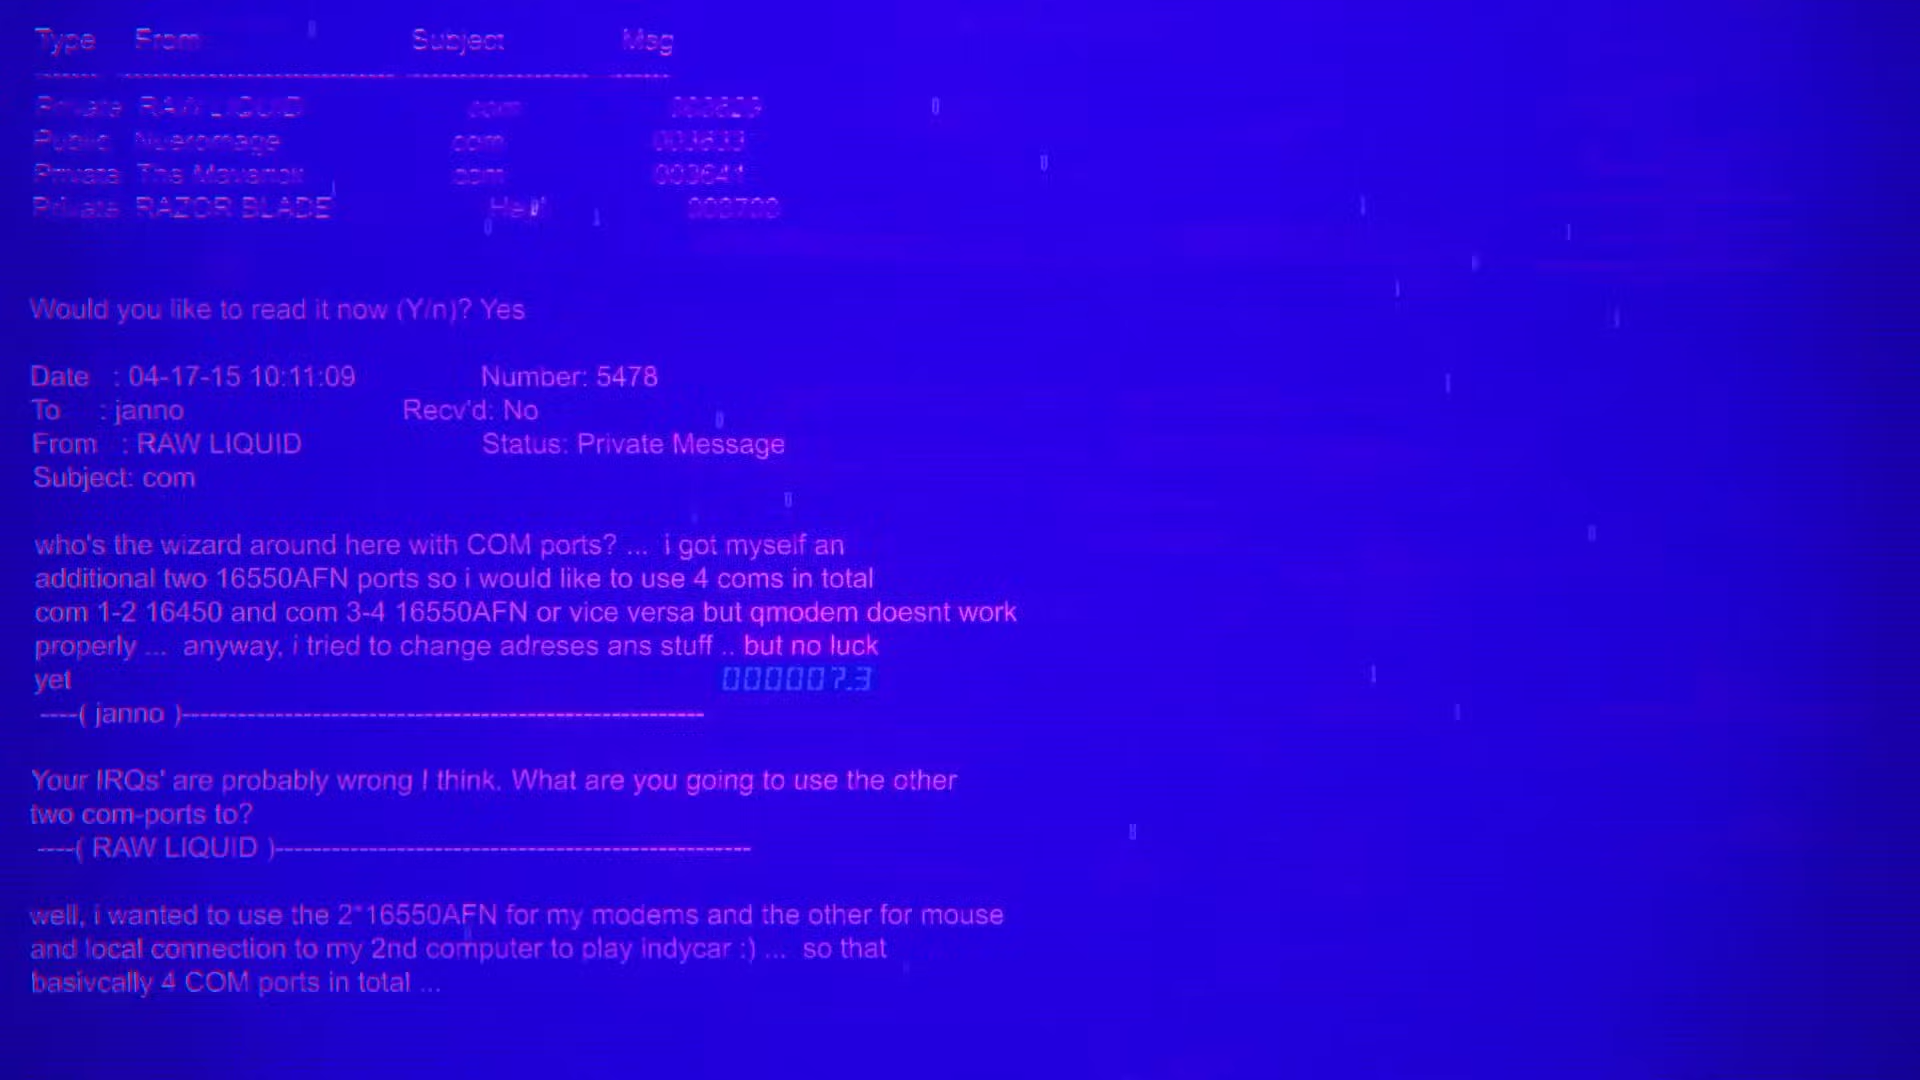 Type From Subject Msg
Private RAW LIQUID com
Public Nueromage com 003633
Private The Maverick com 003641
Private RAZOR BLADE
Would you like to read it now (Y/n)? Yes
Date : 04-17-15 10:11:09 Number: 5478
To : janno Recv'd: No
From : RAW LIQUID Status: Private Message
Subject: com
who's the wizard around here with COM ports? ... i got myself an
additional two 16550AFN ports so i would like to use 4 coms in total
com 1-2 16450 and com 3-4 16550AFN or vice versa but qmodem doesnt work
properly ... anyway, i tried to change adreses ans stuff .. but no luck
yet
000007.3
----( janno )---------------------------------------------------------
Your IRQs' are probably wrong I think. What are you going to use the other
two com-ports to?
----( RAW LIQUID )----------------------------------------------------
well, i wanted to use the 2*16550AFN for my modems and the other for mouse
and local connection to my 2nd computer to play indycar :) ... so that
basivcally 4 COM ports in total ...